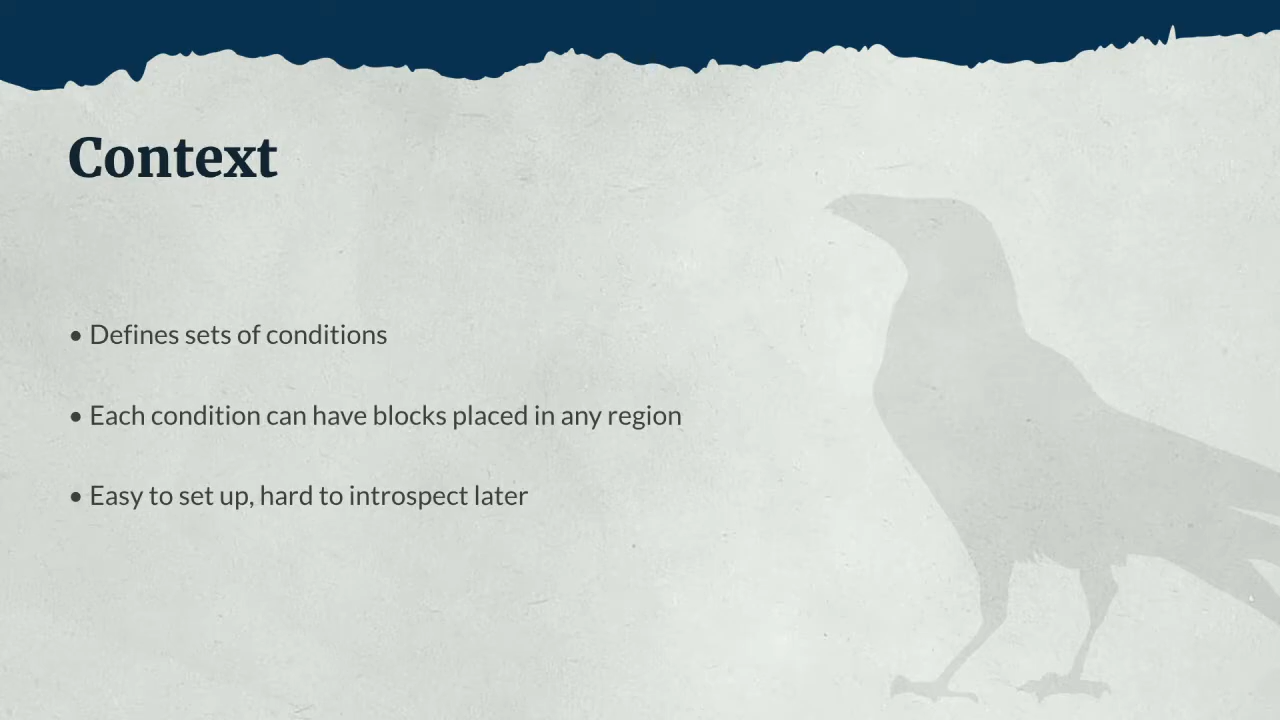 Context
• Defines sets of conditions
• Each condition can have blocks placed in any region
• Easy to set up, hard to introspect later